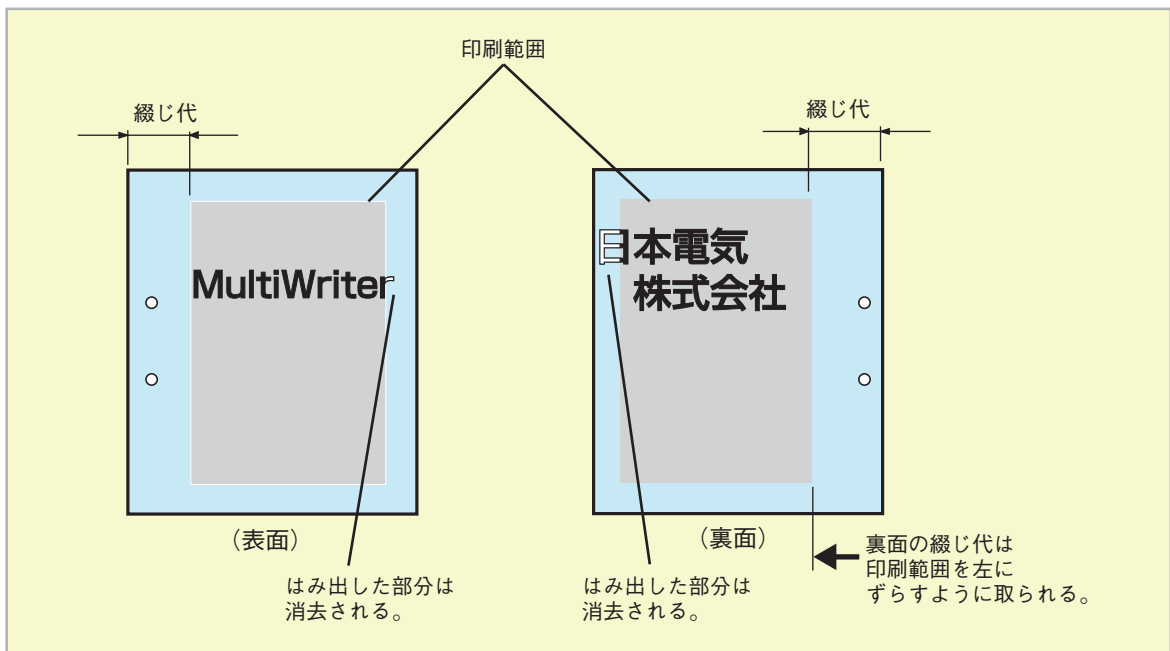 印刷範囲
綴じ代
綴じ代
MultiWriter
日本電気
株式会社
（表面）
（裏面）
はみ出した部分は
消去される。
はみ出した部分は
消去される。
裏面の綴じ代は
印刷範囲を左に
ずらすように取られる。